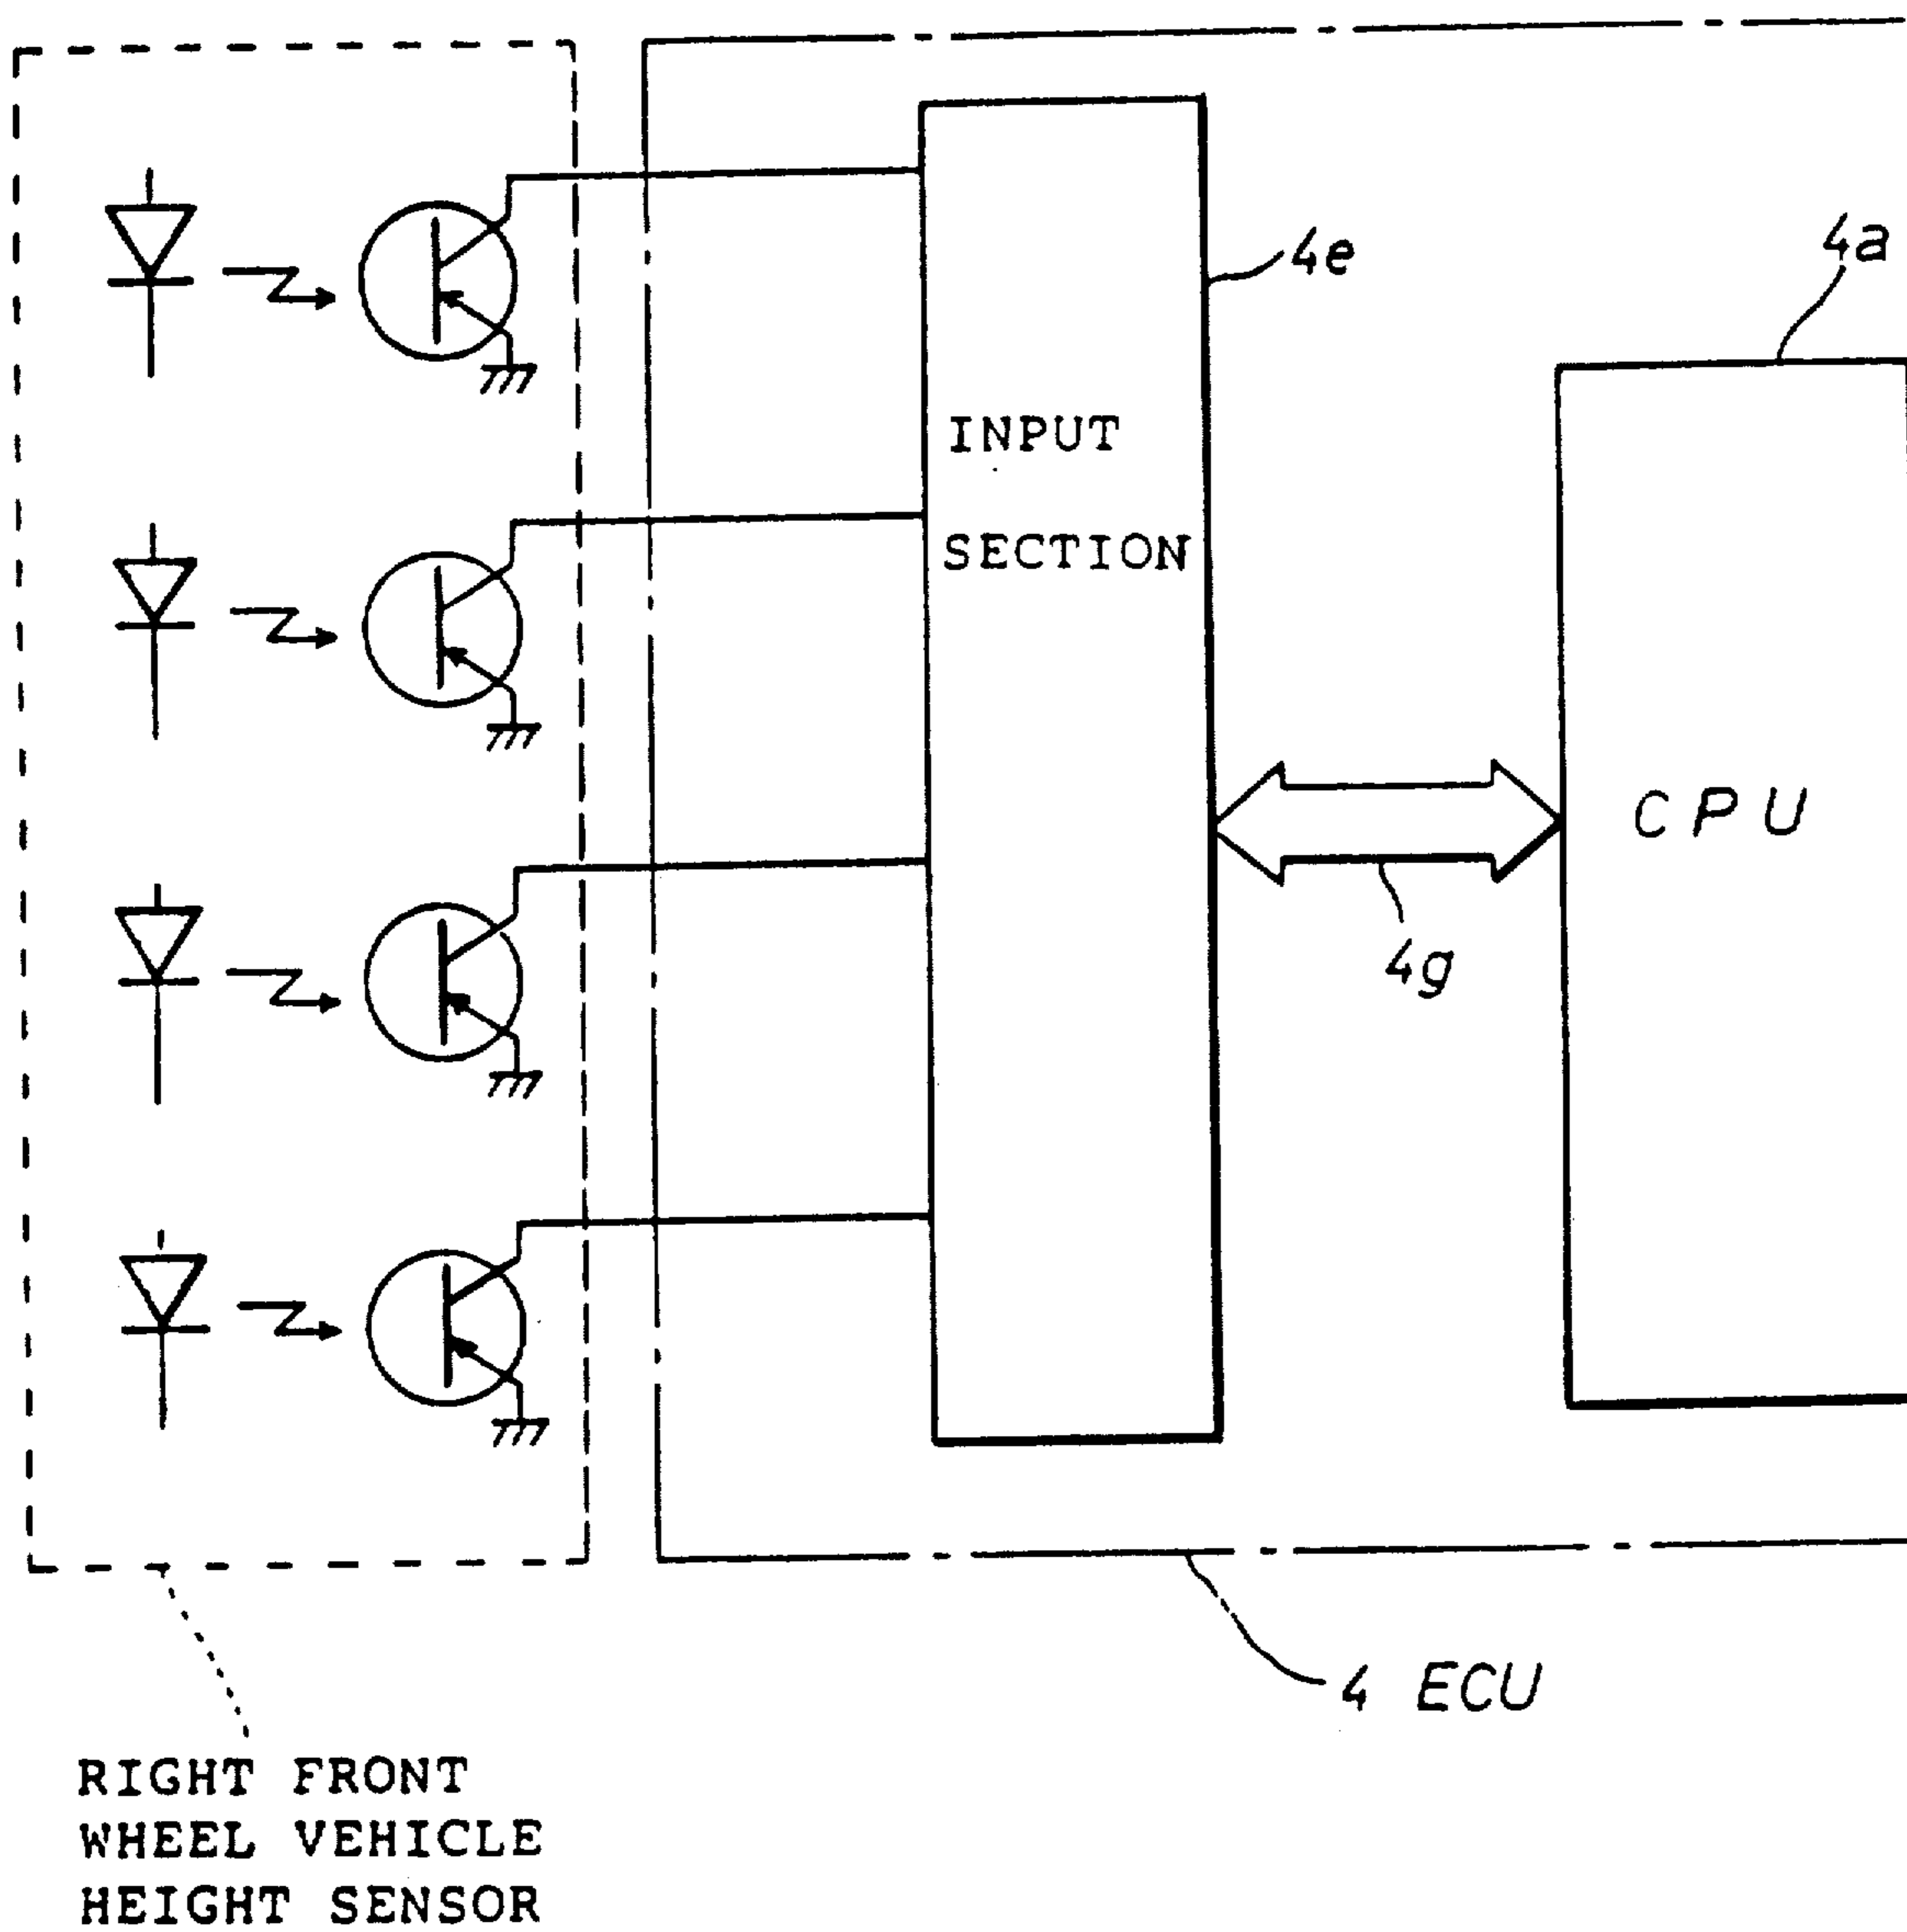 4e
4a
INPUT
SECTION
CPU
4g
4 ECU
RIGHT FRONT
WHEEL VEHICLE
HEIGHT SENSOR